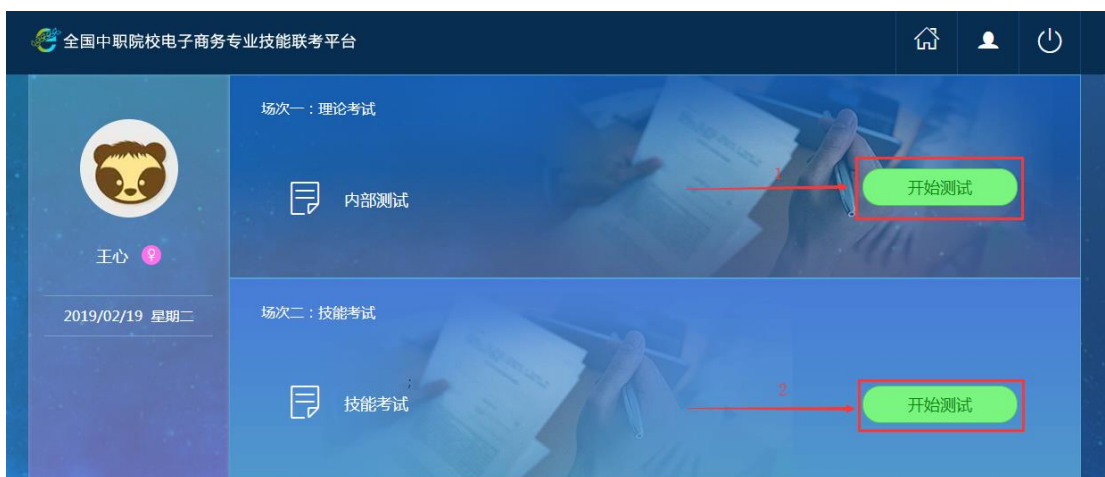 全国中职院校电子商务专业技能联考平台
王心
2019/02/19 星期二
场次一：理论考试
内部测试
1
开始测试
场次二：技能考试
;
技能考试
2
开始测试